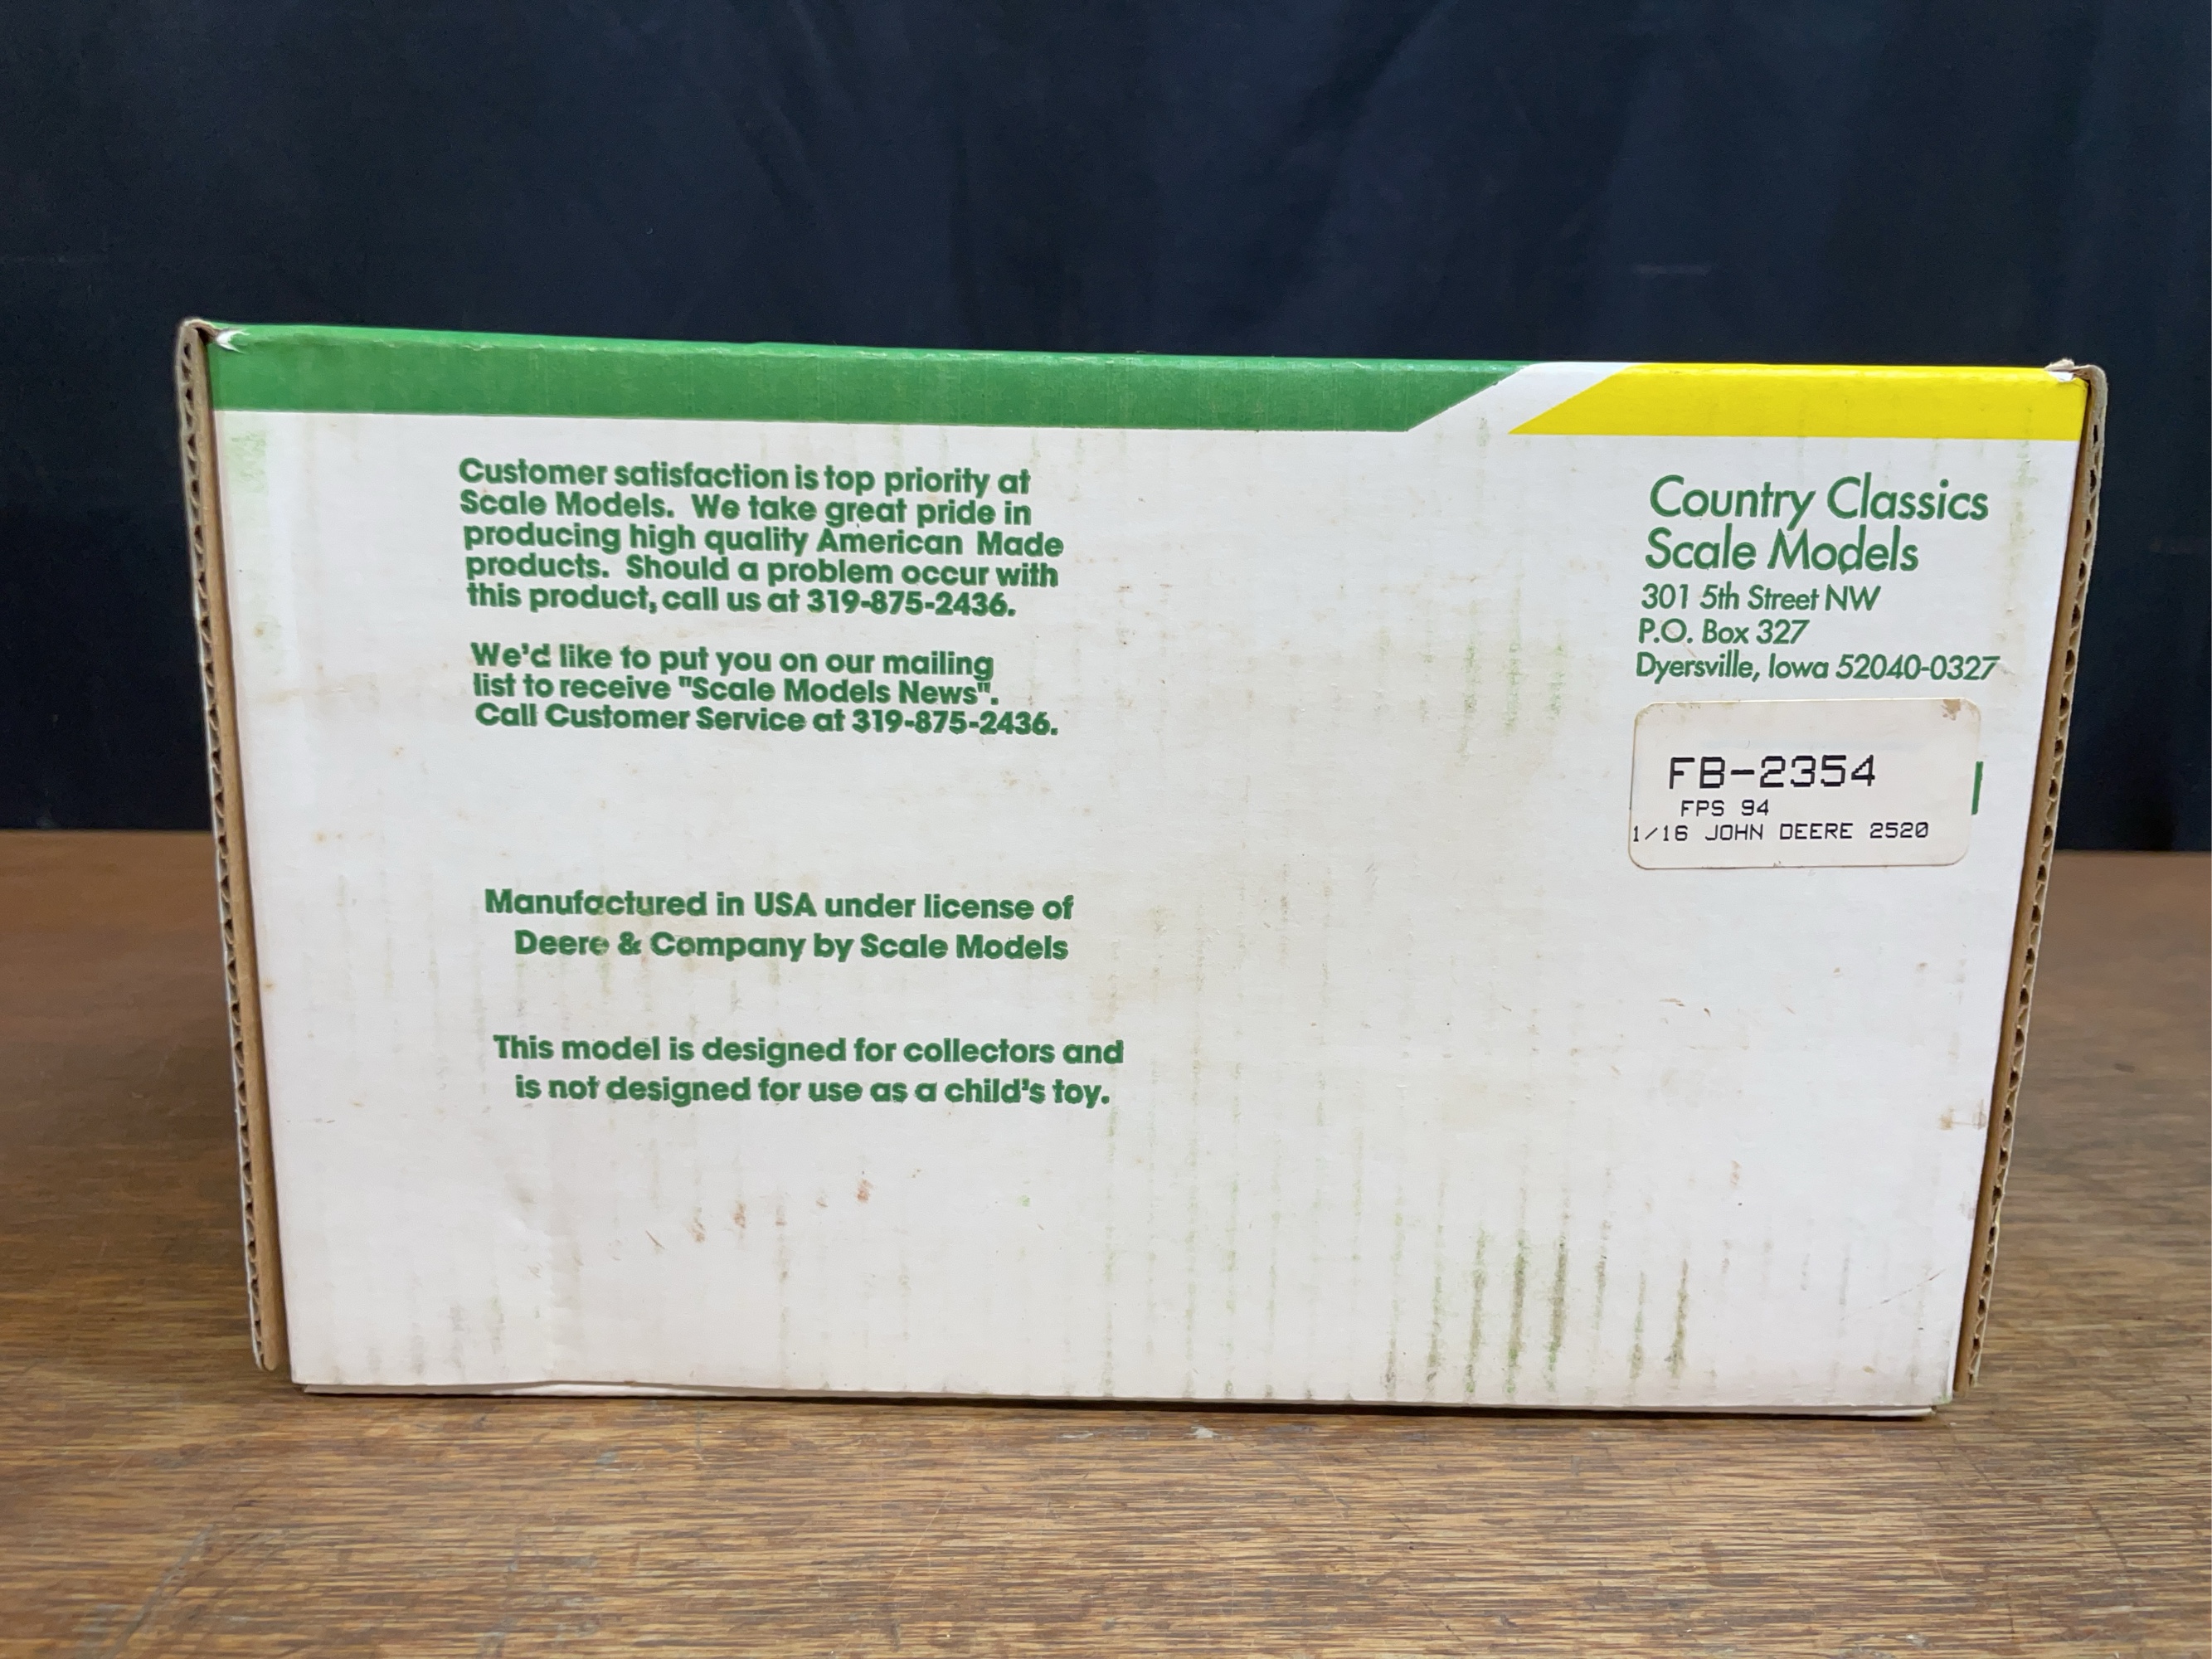 Customer satisfaction is top priority at
Scale Models. We take great pride in
producing high quality American Made
products. Should a problem occur with
this product, call us at 319-875-2436.
We'd like to put you on our mailing
list to receive "Scale Models News".
Call Customer Service at 319-875-2436.
Manufactured in USA under license of
Deere & Company by Scale Models
This model is designed for collectors and
is not designed for use as a child's toy.
Country Classics
Scale Models
301 5th Street NW
P.O. Box 327
Dyersville, Iowa 52040-0327
FB-2354
FPS 94
1/16 JOHN DEERE 2520